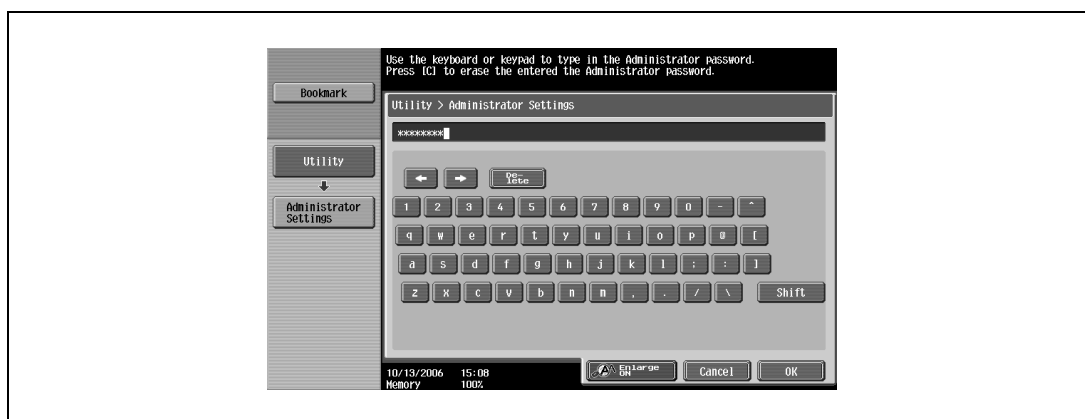 Use the keyboard or keypad to type in the Administrator password.
Press [C] to erase the entered the Administrator password.
Bookmark
Utility > Administrator Settings
********
Utility
Administrator
Settings
De-
lete
1 2 3 4 5 6 7 8 9 0 - ^
q w e r t y u i o p @ [
a s d f g h j k l ; : ]
z x c v b n m , . / \ Shift
10/13/2006 15:08
Memory 100%
Enlarge
ON
Cancel
OK